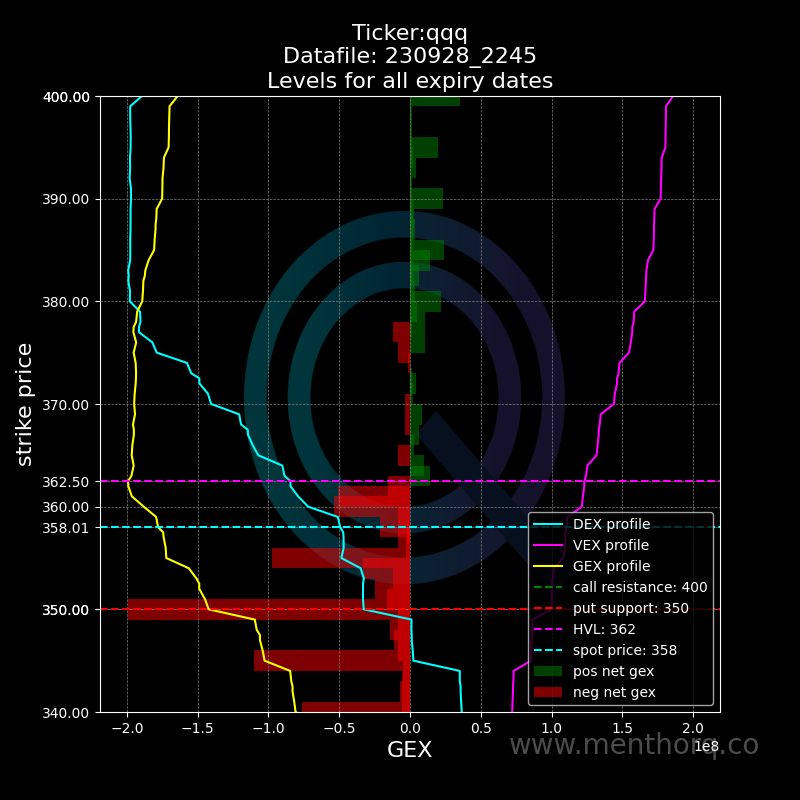 Ticker:qqq
Datafile: 230928_2245
Levels for all expiry dates
400.00
390.00
380.00
370.00
362.50
360.00
358.01
350.00
340.00
strike price
DEX profile
VEX profile
GEX profile
call resistance: 400
put support: 350
HVL: 362
spot price: 358
pos net gex
neg net gex
−2.0 −1.5 −1.0 −0.5 0.0 0.5 1.0 1.5 2.0
1e8
GEX
www.menthorq.co